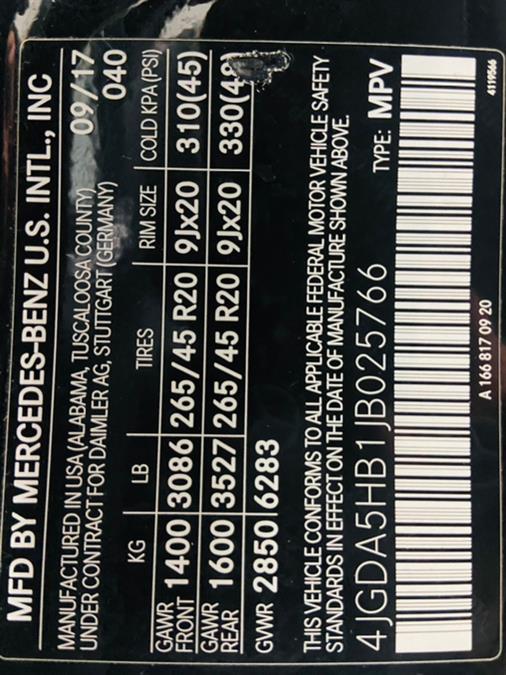 MFD BY MERCEDES-BENZ U.S. INTL., INC
MANUFACTURED IN USA (ALABAMA, TUSCALOOSA COUNTY) 09/17
UNDER CONTRACT FOR DAIMLER AG, STUTTGART (GERMANY) 040
KG LB TIRES RIM SIZE COLD KPA (PSI)
GAWR FRONT 1400 3086 265/45 R20 9Jx20 310(45)
GAWR REAR 1600 3527 265/45 R20 9Jx20 330(48
GVWR 2850 6283
THIS VEHICLE CONFORMS TO ALL APPLICABLE FEDERAL MOTOR VEHICLE SAFETY
STANDARDS IN EFFECT ON THE DATE OF MANUFACTURE SHOWN ABOVE.
4JGDA5HB1JB025766 TYPE: MPV
A 166 817 09 20
4119566